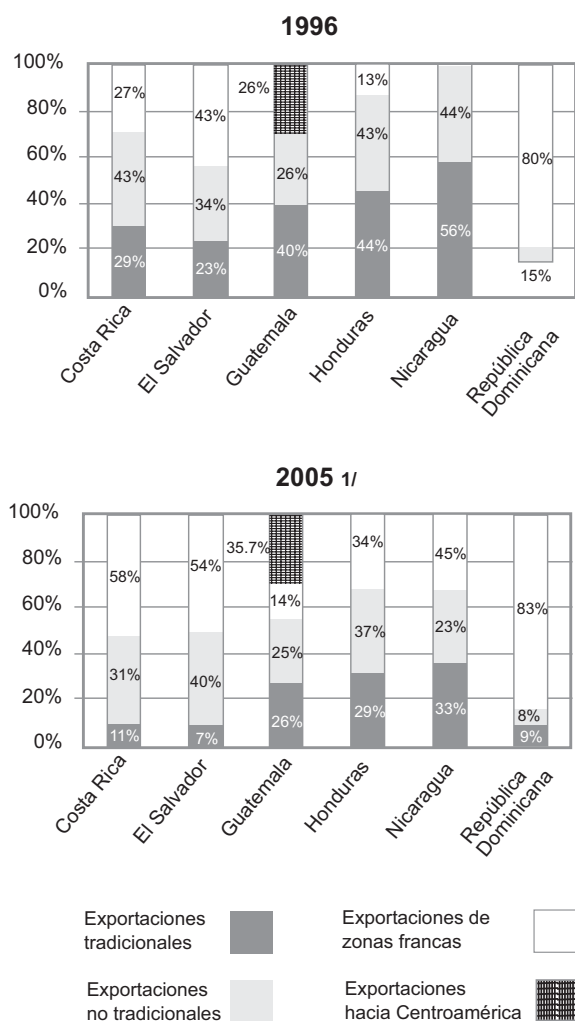 1996
100%
80%
60%
40%
20%
0%
27%
43%
29%
43%
34%
23%
26%
26%
40%
13%
43%
44%
44%
56%
80%
15%
Costa Rica
El Salvador
Guatemala
Honduras
Nicaragua
República
Dominicana
2005 1/
100%
80%
60%
40%
20%
0%
58%
31%
11%
54%
40%
7%
35.7%
14%
25%
26%
34%
37%
29%
45%
23%
33%
83%
8%
9%
Costa Rica
El Salvador
Guatemala
Honduras
Nicaragua
República
Dominicana
Exportaciones
tradicionales
Exportaciones de
zonas francas
Exportaciones
no tradicionales
Exportaciones
hacia Centroamérica